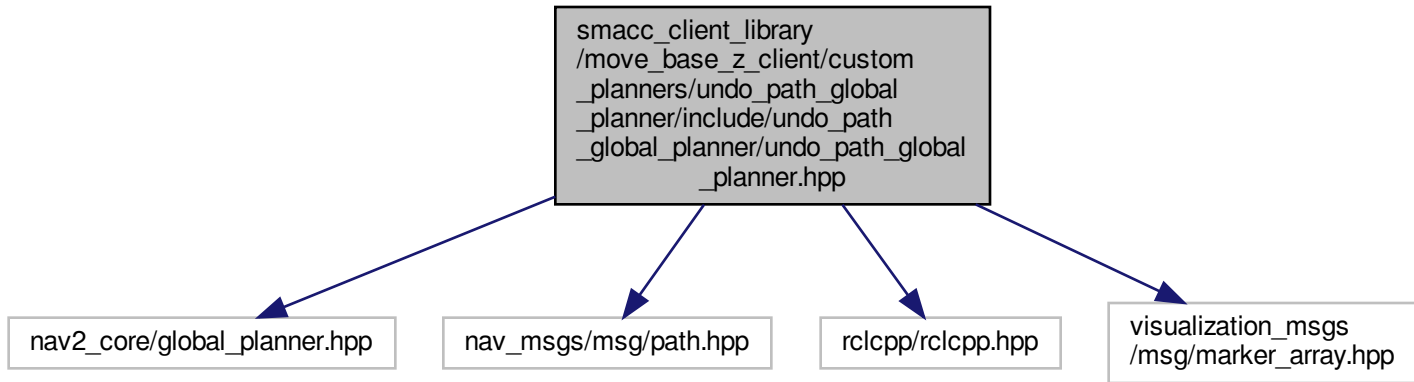 smacc_client_library
/move_base_z_client/custom
_planners/undo_path_global
_planner/include/undo_path
_global_planner/undo_path_global
_planner.hpp
nav2_core/global_planner.hpp
nav_msgs/msg/path.hpp
rclcpp/rclcpp.hpp
visualization_msgs
/msg/marker_array.hpp